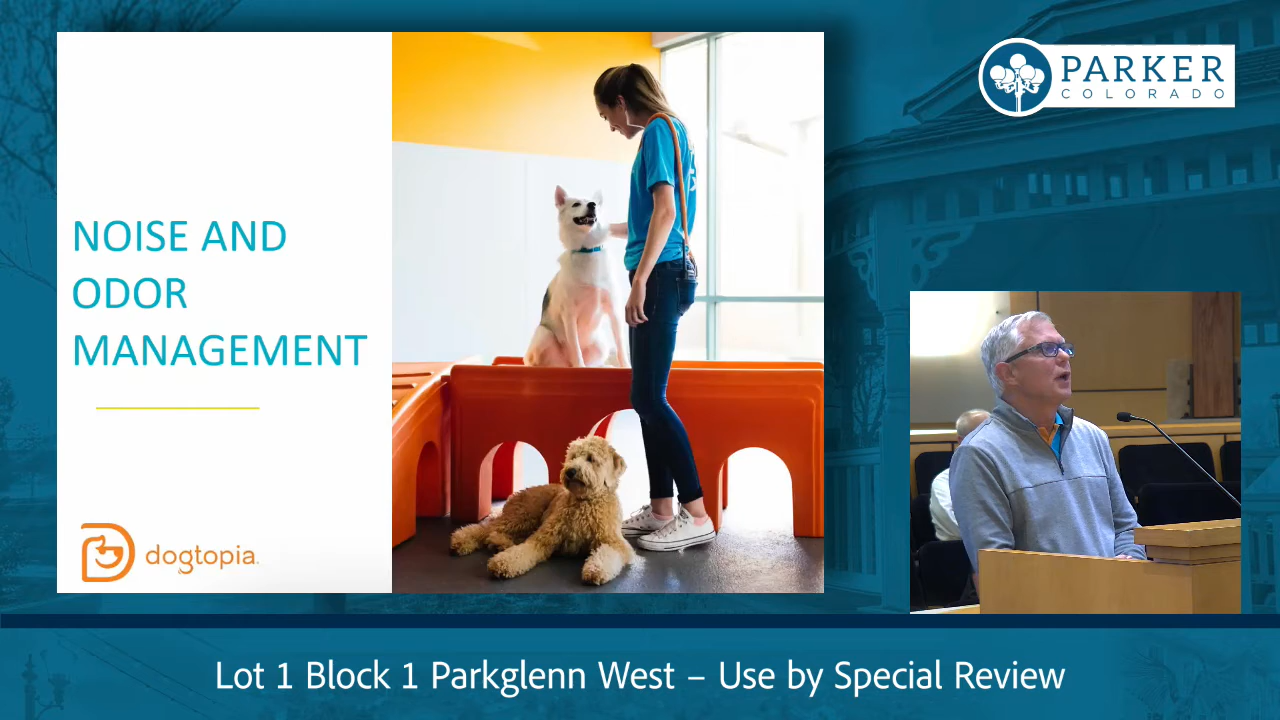 NOISE AND
ODOR
MANAGEMENT
dogtopia
PARKER
COLORADO
Lot 1 Block 1 Parkglenn West – Use by Special Review